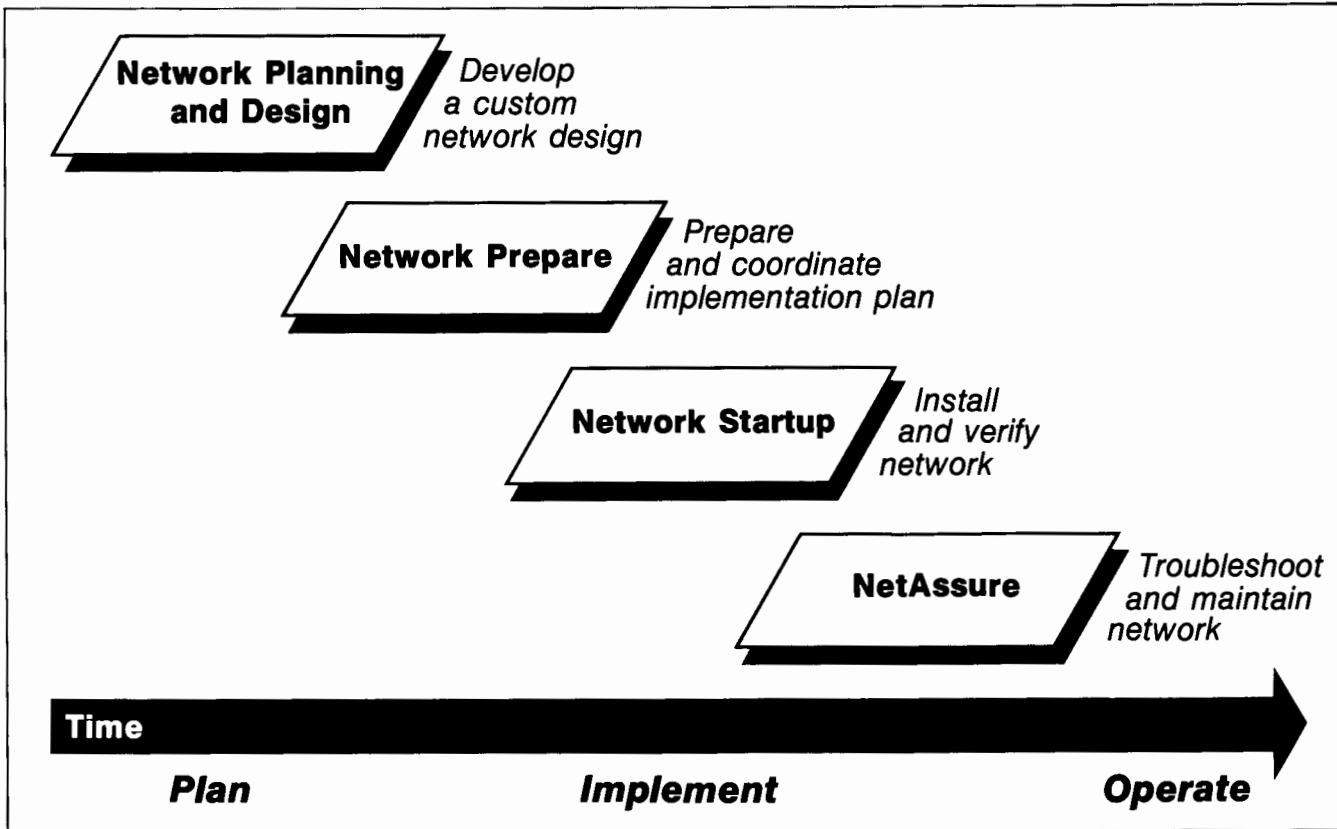 Network Planning
and Design
Develop
a custom
network design
Network Prepare
Prepare
and coordinate
implementation plan
Network Startup
Install
and verify
network
NetAssure
Troubleshoot
and maintain
network
Time
Plan
Implement
Operate